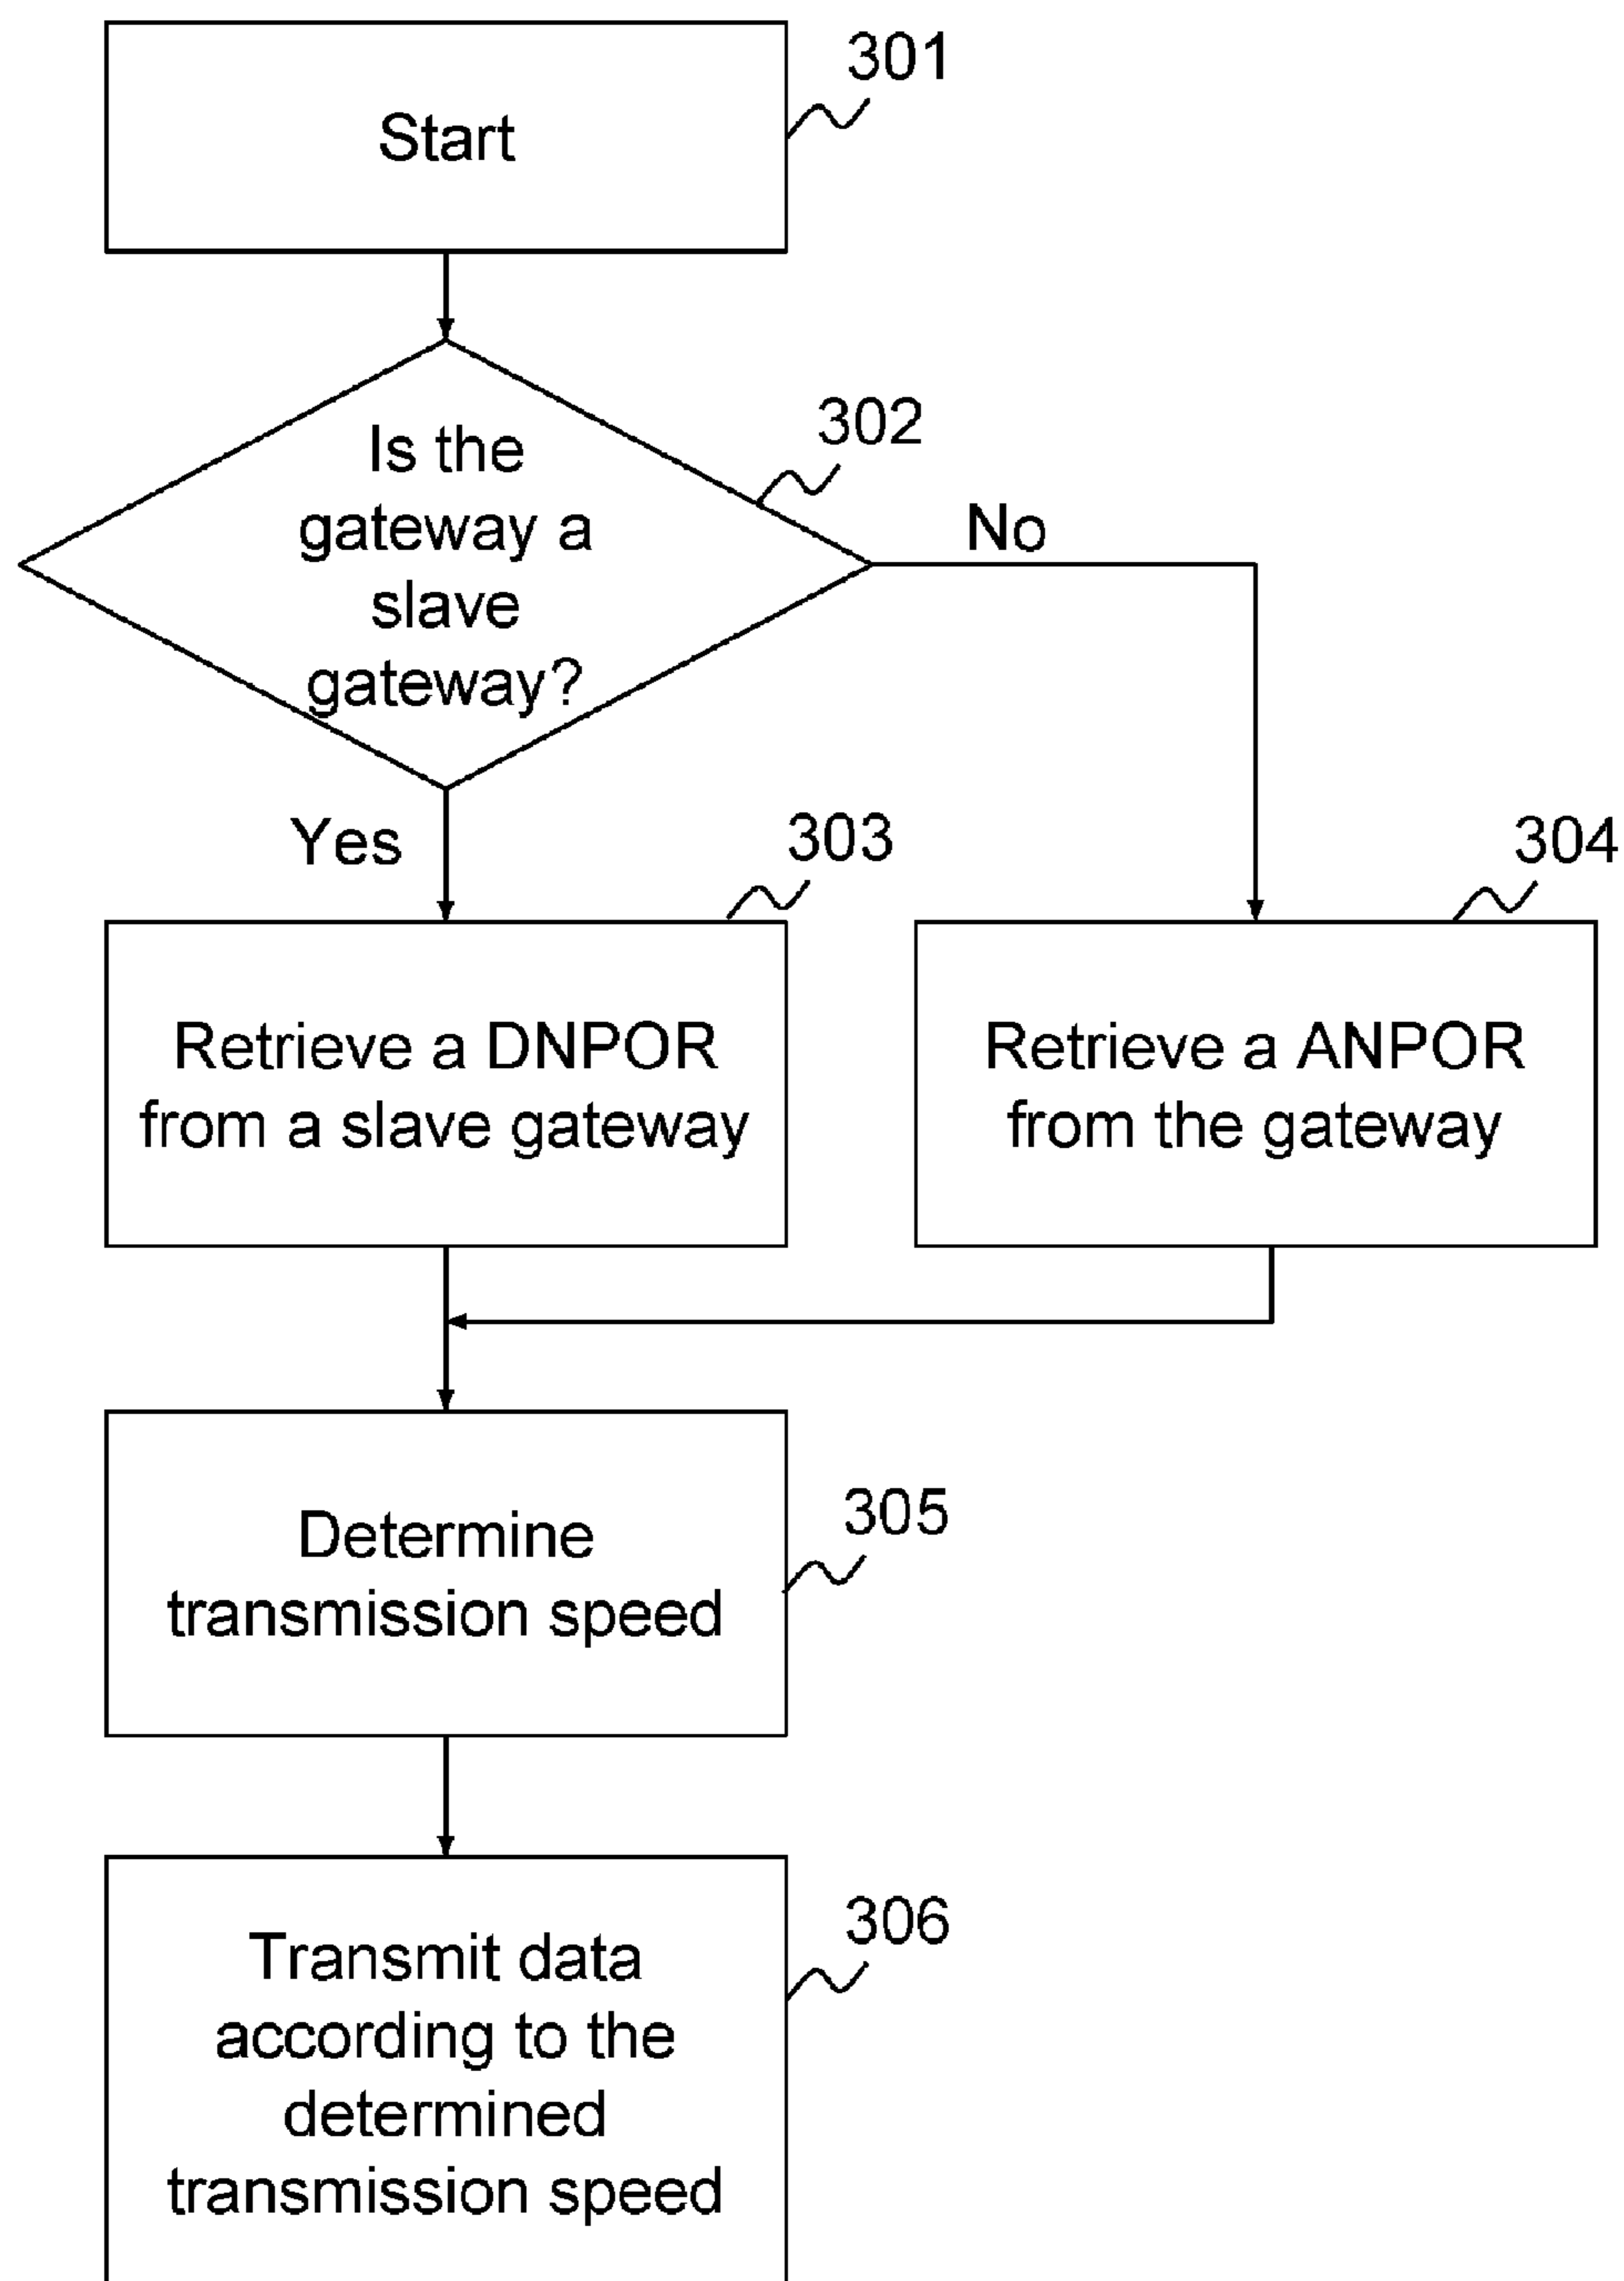 Start
301
Is the
gateway a
slave
gateway?
302
No
Yes
303
304
Retrieve a DNPOR
from a slave gateway
Retrieve a ANPOR
from the gateway
Determine
transmission speed
305
Transmit data
according to the
determined
transmission speed
306